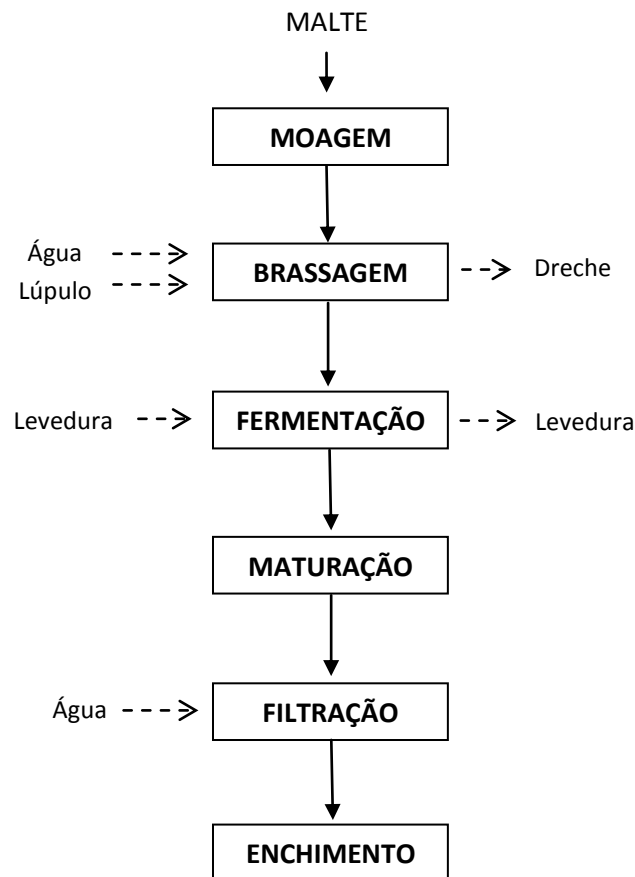 MALTE
MOAGEM
Água
Lúpulo
BRASSAGEM
Dreche
Levedura
FERMENTAÇÃO
Levedura
MATURAÇÃO
Água
FILTRAÇÃO
ENCHIMENTO